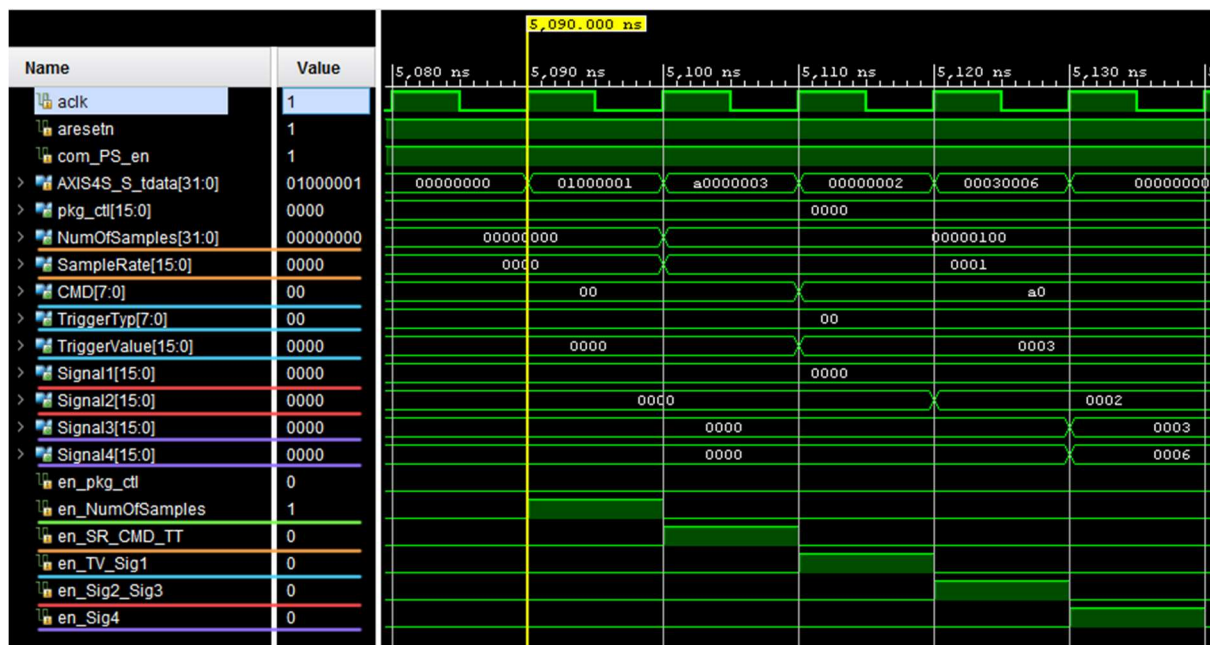 5,090.000 ns
Name Value 5,080 ns 5,090 ns 5,100 ns 5,110 ns 5,120 ns 5,130 ns
aclk 1
aresetn 1
com_PS_en 1
AXIS4S_S_tdata[31:0] 01000001 00000000 01000001 a0000003 00000002 00030006 00000000
pkg_ctl[15:0] 0000 0000
NumOfSamples[31:0] 00000000 00000000 00000100
SampleRate[15:0] 0000 0000 0001
CMD[7:0] 00 00 a0
TriggerTyp[7:0] 00 00
TriggerValue[15:0] 0000 0000 0003
Signal1[15:0] 0000 0000
Signal2[15:0] 0000 0000 0002
Signal3[15:0] 0000 0000 0003
Signal4[15:0] 0000 0000 0006
en_pkg_ctl 0
en_NumOfSamples 1
en_SR_CMD_TT 0
en_TV_Sig1 0
en_Sig2_Sig3 0
en_Sig4 0